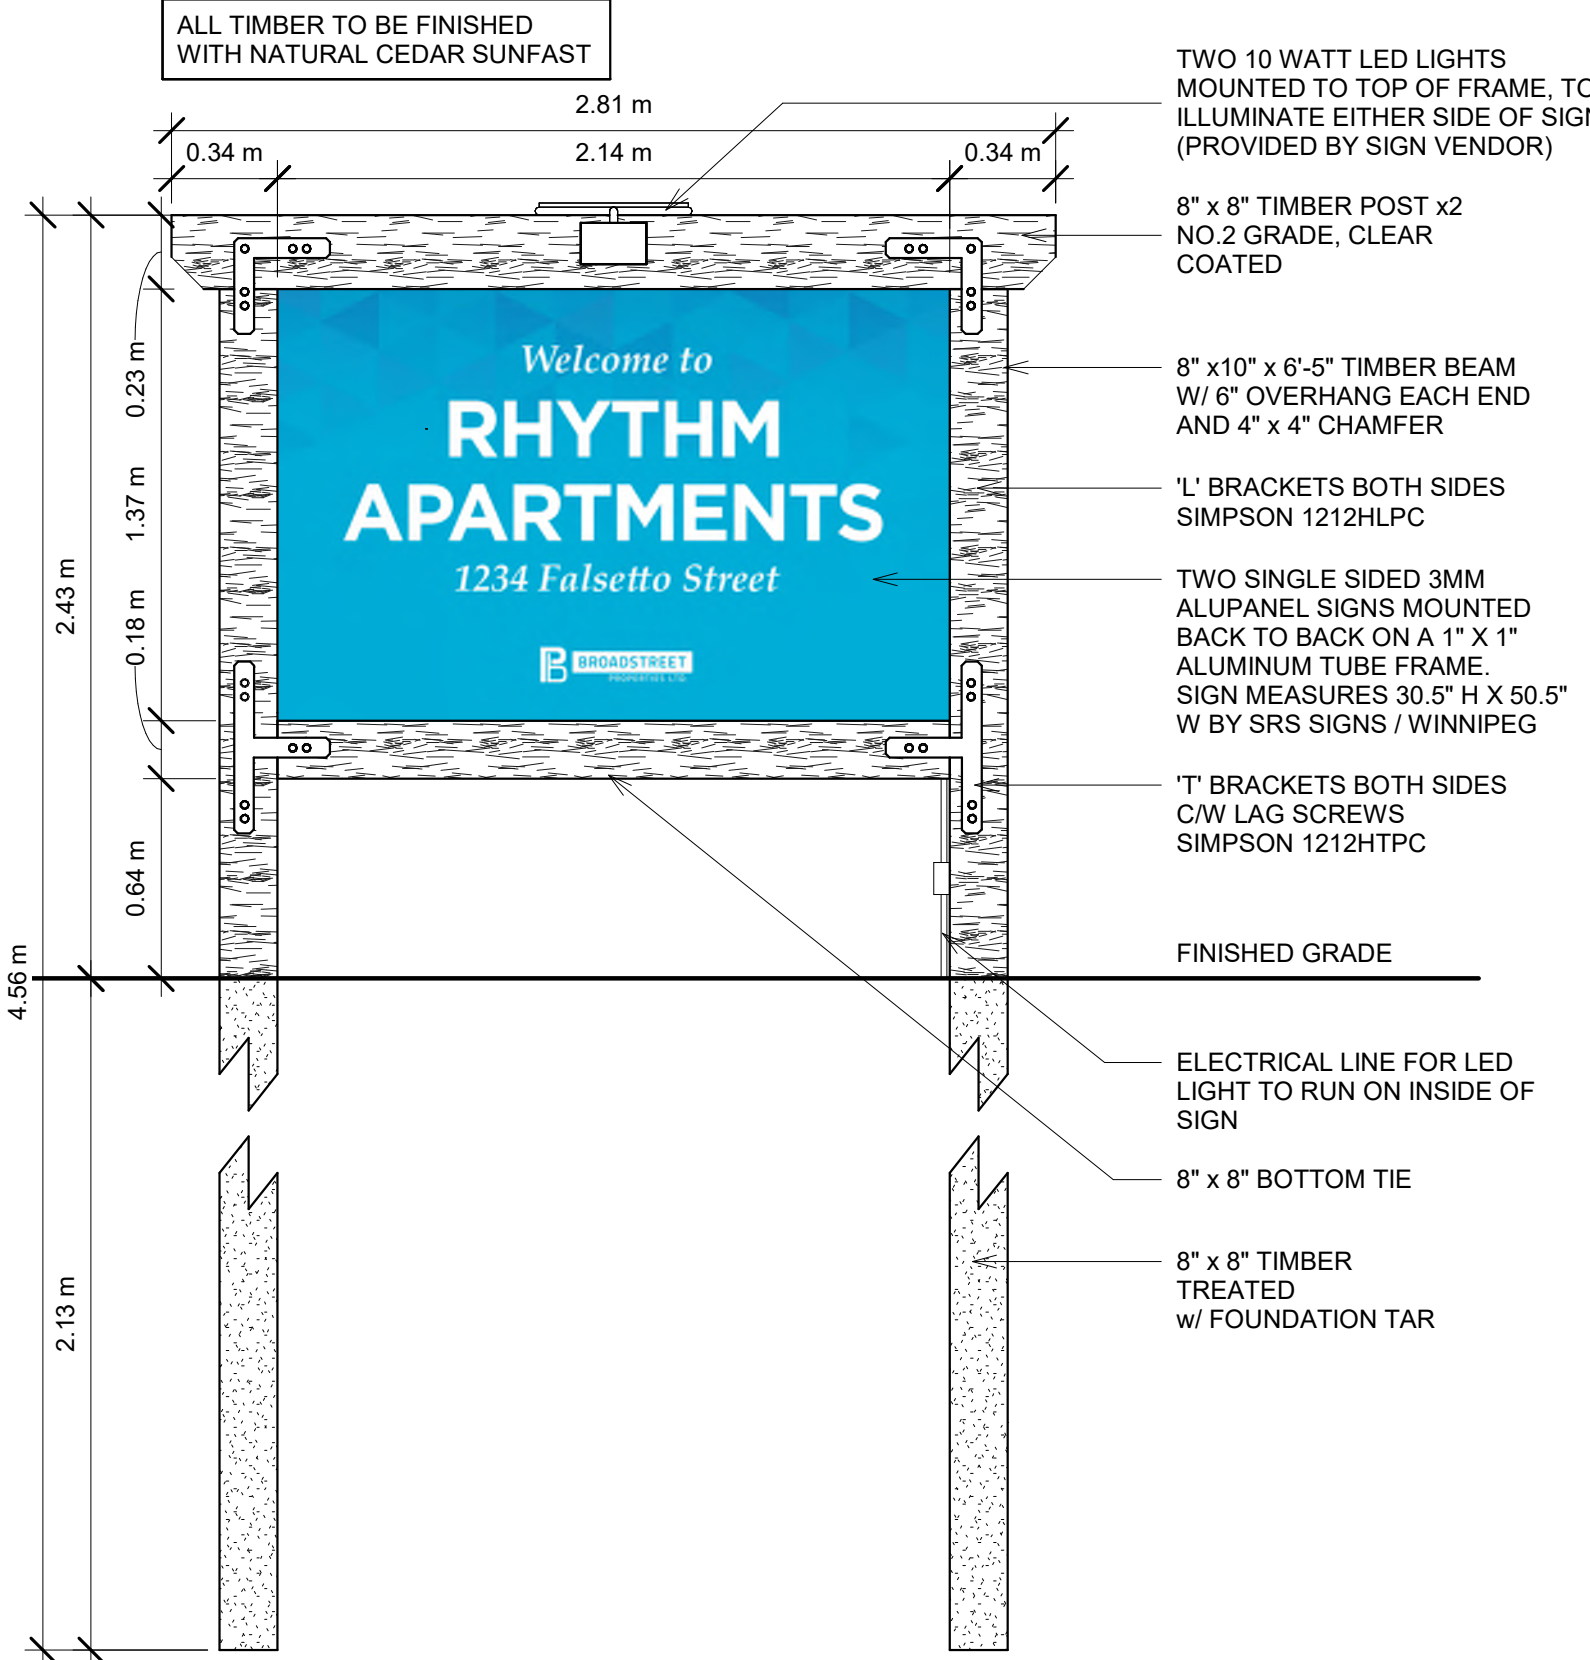 ALL TIMBER TO BE FINISHED
WITH NATURAL CEDAR SUNFAST
2.81 m
0.34 m
2.14 m
0.34 m
0.23 m
1.37 m
0.18 m
0.64 m
2.43 m
4.56 m
2.13 m
Welcome to
RHYTHM
APARTMENTS
1234 Falsetto Street
BROADSTREET
PROPERTIES LTD.
TWO 10 WATT LED LIGHTS
MOUNTED TO TOP OF FRAME, TO
ILLUMINATE EITHER SIDE OF SIGN
(PROVIDED BY SIGN VENDOR)
8" x 8" TIMBER POST x2
NO.2 GRADE, CLEAR
COATED
8" x10" x 6'-5" TIMBER BEAM
W/ 6" OVERHANG EACH END
AND 4" x 4" CHAMFER
'L' BRACKETS BOTH SIDES
SIMPSON 1212HLPC
TWO SINGLE SIDED 3MM
ALUPANEL SIGNS MOUNTED
BACK TO BACK ON A 1" X 1"
ALUMINUM TUBE FRAME.
SIGN MEASURES 30.5" H X 50.5"
W BY SRS SIGNS / WINNIPEG
'T' BRACKETS BOTH SIDES
C/W LAG SCREWS
SIMPSON 1212HTPC
FINISHED GRADE
ELECTRICAL LINE FOR LED
LIGHT TO RUN ON INSIDE OF
SIGN
8" x 8" BOTTOM TIE
8" x 8" TIMBER
TREATED
w/ FOUNDATION TAR